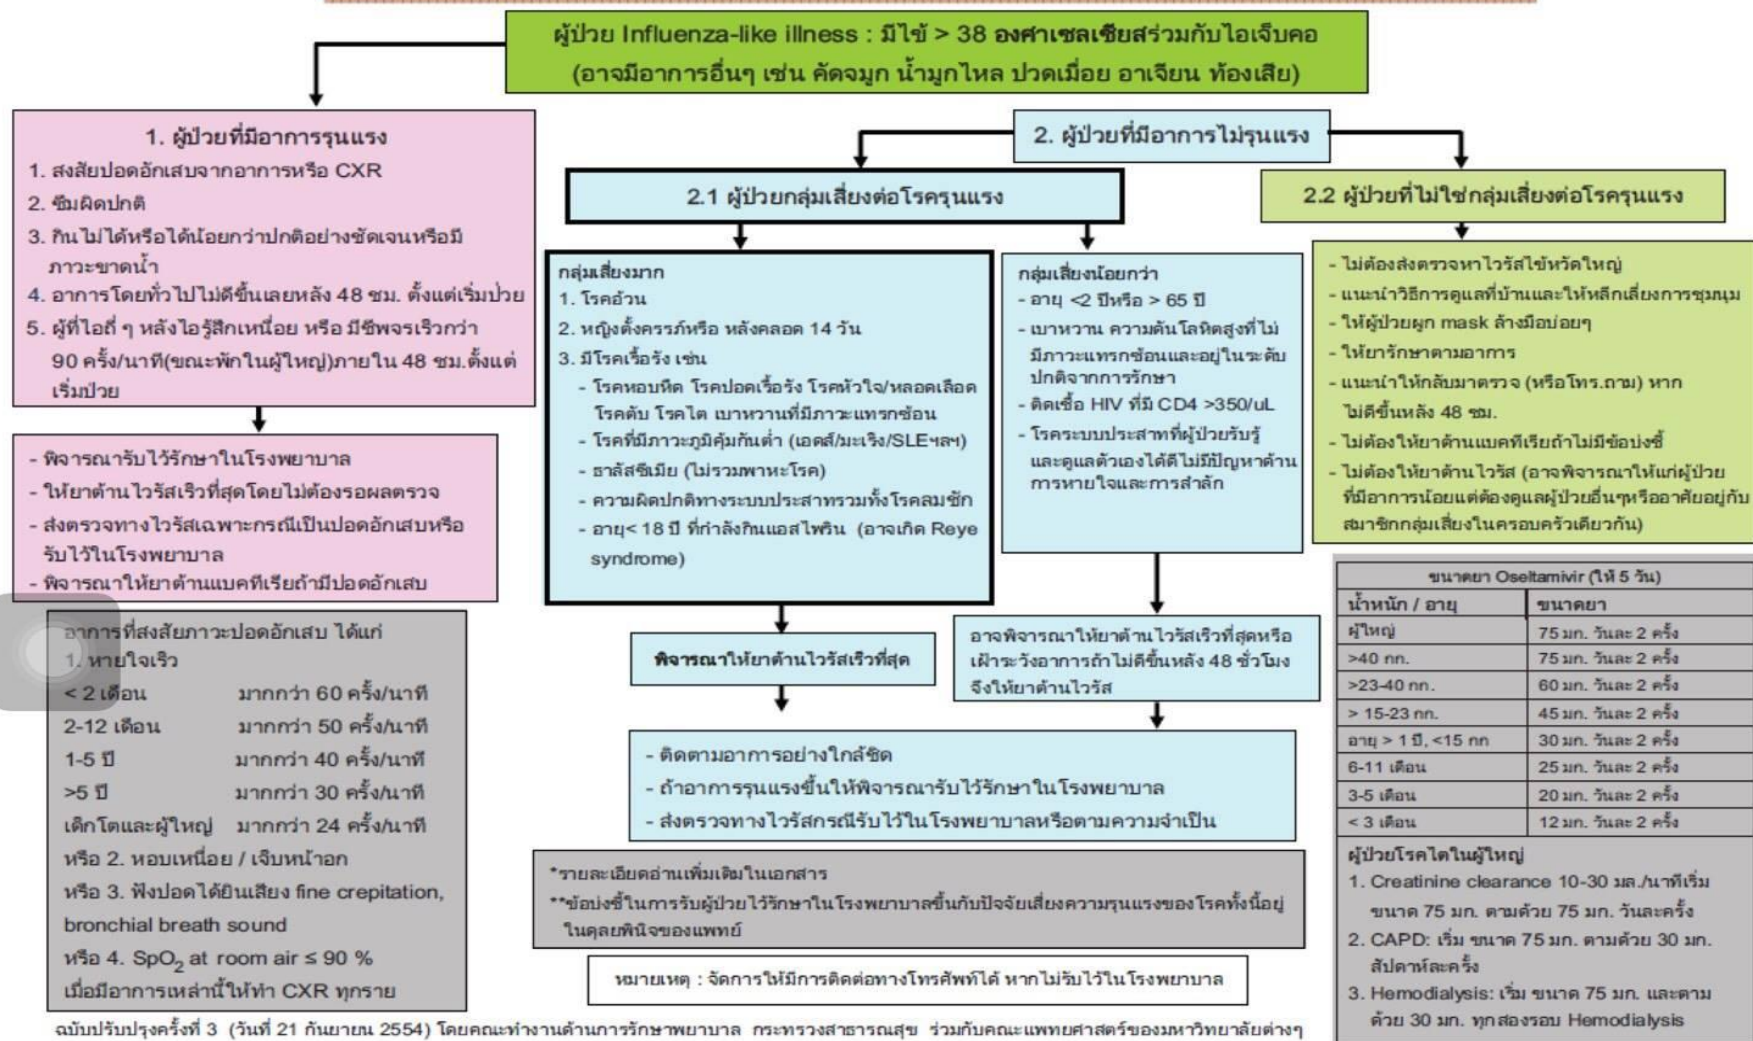 ผู้ป่วย Influenza-like illness : มีไข้ > 38 องศาเซลเซียสร่วมกับไอเจ็บคอ
(อาจมีอาการอื่นๆ เช่น คัดจมูก น้ำมูกไหล ปวดเมื่อย อาเจียน ท้องเสีย)
1. ผู้ป่วยที่มีอาการรุนแรง
1. สงสัยปอดอักเสบจากอาการหรือ CXR
2. ซึมผิดปกติ
3. กินไม่ได้หรือได้น้อยกว่าปกติอย่างชัดเจนหรือมี
ภาวะขาดน้ำ
4. อาการโดยทั่วไปไม่ดีขึ้นเลยหลัง 48 ชม. ตั้งแต่เริ่มป่วย
5. ผู้ที่ไอถี่ ๆ หลังไอรู้สึกเหนื่อย หรือ มีชีพจรเร็วกว่า
90 ครั้ง/นาที(ขณะพักในผู้ใหญ่)ภายใน 48 ชม.ตั้งแต่
เริ่มป่วย
- พิจารณารับไว้รักษาในโรงพยาบาล
- ให้ยาต้านไวรัสเร็วที่สุดโดยไม่ต้องรอผลตรวจ
- ส่งตรวจทางไวรัสเฉพาะกรณีเป็นปอดอักเสบหรือ
รับไว้ในโรงพยาบาล
- พิจารณาให้ยาต้านแบคทีเรียถ้ามีปอดอักเสบ
อาการที่สงสัยภาวะปอดอักเสบ ได้แก่
1. หายใจเร็ว
< 2 เดือน มากกว่า 60 ครั้ง/นาที
2-12 เดือน มากกว่า 50 ครั้ง/นาที
1-5 ปี มากกว่า 40 ครั้ง/นาที
>5 ปี มากกว่า 30 ครั้ง/นาที
เด็กโตและผู้ใหญ่ มากกว่า 24 ครั้ง/นาที
หรือ 2. หอบเหนื่อย / เจ็บหน้าอก
หรือ 3. ฟังปอดได้ยินเสียง fine crepitation,
bronchial breath sound
หรือ 4. SpO2 at room air ≤ 90 %
เมื่อมีอาการเหล่านี้ให้ทำ CXR ทุกราย
2. ผู้ป่วยที่มีอาการไม่รุนแรง
2.1 ผู้ป่วยกลุ่มเสี่ยงต่อโรครุนแรง
กลุ่มเสี่ยงมาก
1. โรคอ้วน
2. หญิงตั้งครรภ์หรือ หลังคลอด 14 วัน
3. มีโรคเรื้อรัง เช่น
- โรคหอบหืด โรคปอดเรื้อรัง โรคหัวใจ/หลอดเลือด
โรคตับ โรคไต เบาหวานที่มีภาวะแทรกซ้อน
- โรคที่มีภาวะภูมิคุ้มกันต่ำ (เอดส์/มะเร็ง/SLEฯลฯ)
- ธาลัสซีเมีย (ไม่รวมพาหะโรค)
- ความผิดปกติทางระบบประสาทรวมทั้งโรคลมชัก
- อายุ< 18 ปี ที่กำลังกินแอสไพริน (อาจเกิด Reye
syndrome)
พิจารณาให้ยาต้านไวรัสเร็วที่สุด
กลุ่มเสี่ยงน้อยกว่า
- อายุ <2 ปีหรือ > 65 ปี
- เบาหวาน ความดันโลหิตสูงที่ไม่
มีภาวะแทรกซ้อนและอยู่ในระดับ
ปกติจากการรักษา
- ติดเชื้อ HIV ที่มี CD4 >350/uL
- โรคระบบประสาทที่ผู้ป่วยรับรู้
และดูแลตัวเองได้ดีไม่มีปัญหาด้าน
การหายใจและการสำลัก
อาจพิจารณาให้ยาต้านไวรัสเร็วที่สุดหรือ
เฝ้าระวังอาการถ้าไม่ดีขึ้นหลัง 48 ชั่วโมง
จึงให้ยาต้านไวรัส
- ติดตามอาการอย่างใกล้ชิด
- ถ้าอาการรุนแรงขึ้นให้พิจารณารับไว้รักษาในโรงพยาบาล
- ส่งตรวจทางไวรัสกรณีรับไว้ในโรงพยาบาลหรือตามความจำเป็น
*รายละเอียดอ่านเพิ่มเติมในเอกสาร
**ข้อบ่งชี้ในการรับผู้ป่วยไว้รักษาในโรงพยาบาลขึ้นกับปัจจัยเสี่ยงความรุนแรงของโรคทั้งนี้อยู่
ในดุลยพินิจของแพทย์
หมายเหตุ : จัดการให้มีการติดต่อทางโทรศัพท์ได้ หากไม่รับไว้ในโรงพยาบาล
2.2 ผู้ป่วยที่ไม่ใช่กลุ่มเสี่ยงต่อโรครุนแรง
- ไม่ต้องส่งตรวจหาไวรัสไข้หวัดใหญ่
- แนะนำวิธีการดูแลที่บ้านและให้หลีกเลี่ยงการชุมนุม
- ให้ผู้ป่วยผูก mask ล้างมือบ่อยๆ
- ให้ยารักษาตามอาการ
- แนะนำให้กลับมาตรวจ (หรือโทร.ถาม) หาก
ไม่ดีขึ้นหลัง 48 ชม.
- ไม่ต้องให้ยาต้านแบคทีเรียถ้าไม่มีข้อบ่งชี้
- ไม่ต้องให้ยาต้านไวรัส (อาจพิจารณาให้แก่ผู้ป่วย
ที่มีอาการน้อยแต่ต้องดูแลผู้ป่วยอื่นๆหรืออาศัยอยู่กับ
สมาชิกกลุ่มเสี่ยงในครอบครัวเดียวกัน)
ขนาดยา Oseltamivir (ให้ 5 วัน)
น้ำหนัก / อายุ ขนาดยา
ผู้ใหญ่ 75 มก. วันละ 2 ครั้ง
>40 กก. 75 มก. วันละ 2 ครั้ง
>23-40 กก. 60 มก. วันละ 2 ครั้ง
> 15-23 กก. 45 มก. วันละ 2 ครั้ง
อายุ > 1 ปี, <15 กก 30 มก. วันละ 2 ครั้ง
6-11 เดือน 25 มก. วันละ 2 ครั้ง
3-5 เดือน 20 มก. วันละ 2 ครั้ง
< 3 เดือน 12 มก. วันละ 2 ครั้ง
ผู้ป่วยโรคไตในผู้ใหญ่
1. Creatinine clearance 10-30 มล./นาทีเริ่ม
ขนาด 75 มก. ตามด้วย 75 มก. วันละครั้ง
2. CAPD: เริ่ม ขนาด 75 มก. ตามด้วย 30 มก.
สัปดาห์ละครั้ง
3. Hemodialysis: เริ่ม ขนาด 75 มก. และตาม
ด้วย 30 มก. ทุกสองรอบ Hemodialysis
ฉบับปรับปรุงครั้งที่ 3 (วันที่ 21 กันยายน 2554) โดยคณะทำงานด้านการรักษาพยาบาล กระทรวงสาธารณสุข ร่วมกับคณะแพทยศาสตร์ของมหาวิทยาลัยต่างๆ